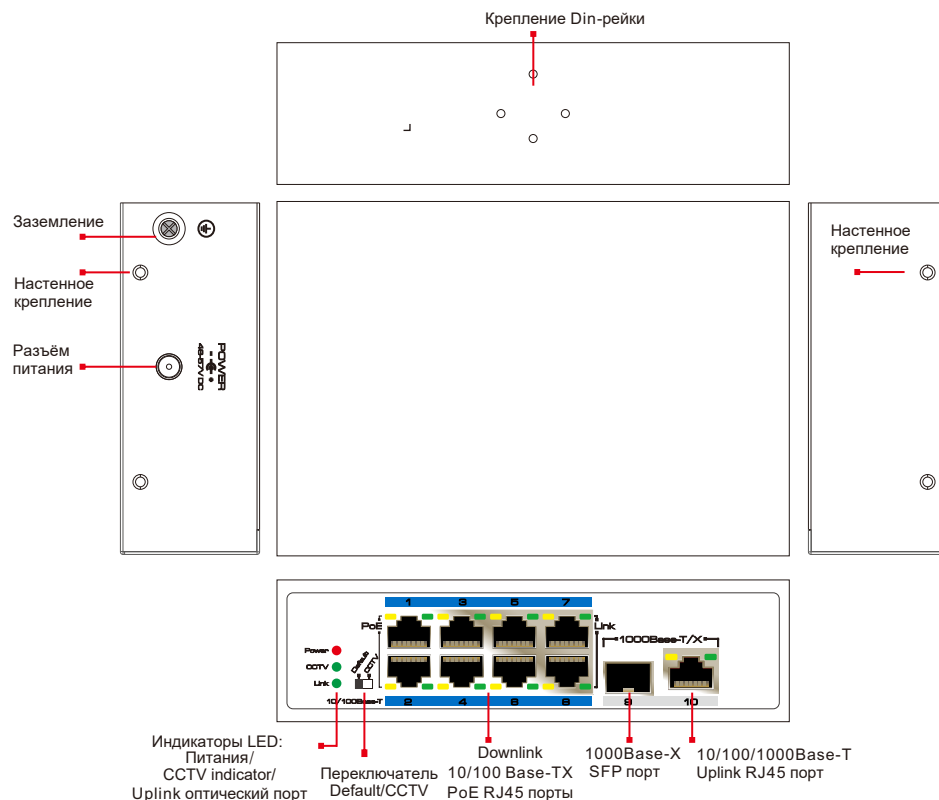 Крепление Din-рейки
Заземление
Настенное
крепление
Разъём
питания
POWER
48-57V DC
Настенное
крепление
1 3 5 7
PoE
Link
1000Base-T/X
Power
CCTV
Link
Default
CCTV
10/100Base-T
2 4 6 8
9 10
Индикаторы LED:
Питания/
CCTV indicator/
Uplink оптический порт
Переключатель
Default/CCTV
Downlink
10/100 Base-TX
PoE RJ45 порты
1000Base-X
SFP порт
10/100/1000Base-T
Uplink RJ45 порт